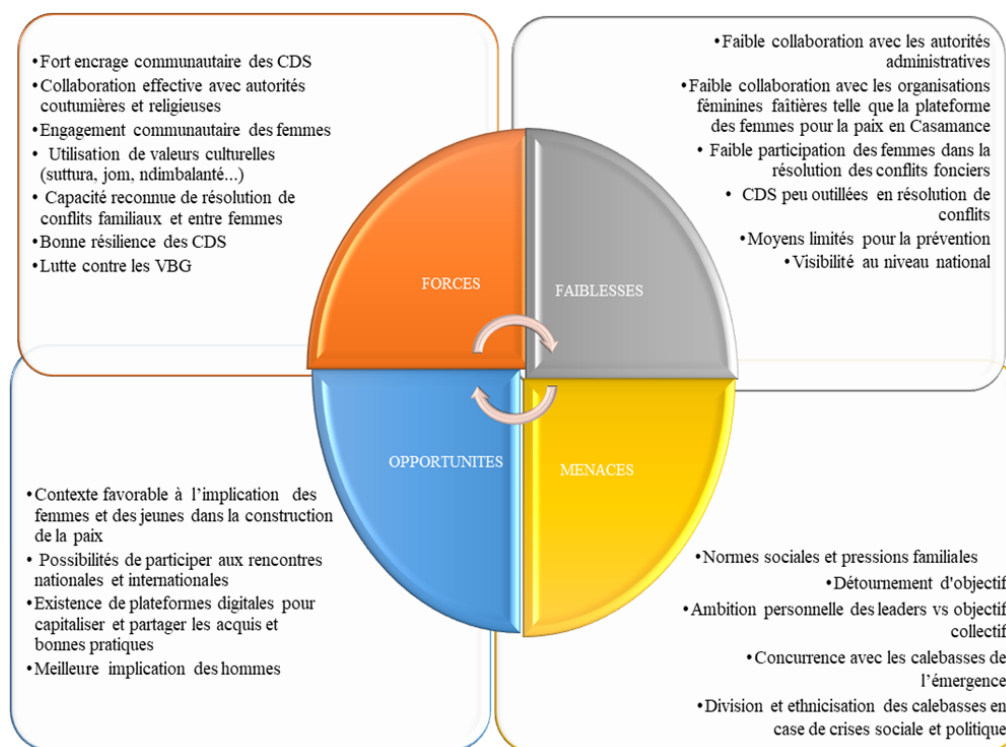 • Fort encrage communautaire des CDS
• Collaboration effective avec autorités
coutumières et religieuses
• Engagement communautaire des femmes
• Utilisation de valeurs culturelles
(suttura, jom, ndimbalanté...)
• Capacité reconnue de résolution de
conflits familiaux et entre femmes
• Bonne résilience des CDS
• Lutte contre les VBG
FORCES
• Faible collaboration avec les autorités
administratives
• Faible collaboration avec les organisations
féminines faîtières telle que la plateforme
des femmes pour la paix en Casamance
• Faible participation des femmes dans la
résolution des conflits fonciers
• CDS peu outillées en résolution de
conflits
• Moyens limités pour la prévention
• Visibilité au niveau national
FAIBLESSES
OPPORTUNITES
• Contexte favorable à l'implication des
femmes et des jeunes dans la construction
de la paix
• Possibilités de participer aux rencontres
nationales et internationales
• Existence de plateformes digitales pour
capitaliser et partager les acquis et
bonnes pratiques
• Meilleure implication des hommes
MENACES
• Normes sociales et pressions familiales
• Détournement d'objectif
• Ambition personnelle des leaders vs objectif
collectif
• Concurrence avec les calebasses de
l'émergence
• Division et ethnicisation des calebasses en
case de crises sociale et politique